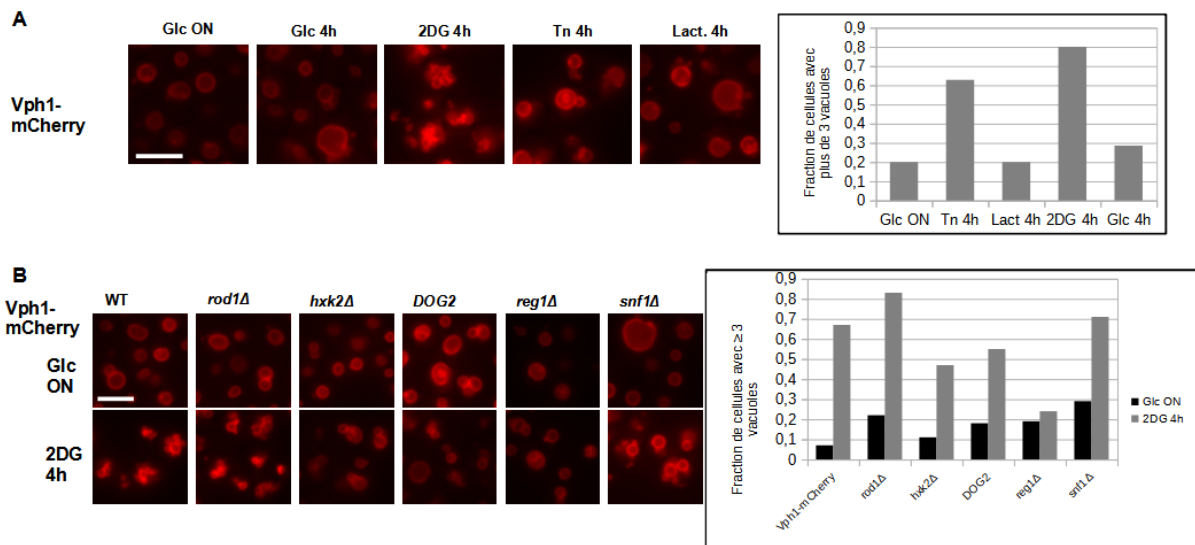 A
Glc ON
Glc 4h
2DG 4h
Tn 4h
Lact. 4h
Vph1-
mCherry
Fraction de cellules avec
plus de 3 vacuoles
0,9
0,8
0,7
0,6
0,5
0,4
0,3
0,2
0,1
0
Glc ON
Tn 4h
Lact 4h
2DG 4h
Glc 4h
B
Vph1-
mCherry
WT
rod1Δ
hxk2Δ
DOG2
reg1Δ
snf1Δ
Glc
ON
2DG
4h
Fraction de cellules avec ≥ 3
vacuoles
0,9
0,8
0,7
0,6
0,5
0,4
0,3
0,2
0,1
0
Vph1-mCherry
rod1Δ
hxk2Δ
DOG2
reg1Δ
snf1Δ
Glc ON
2DG 4h